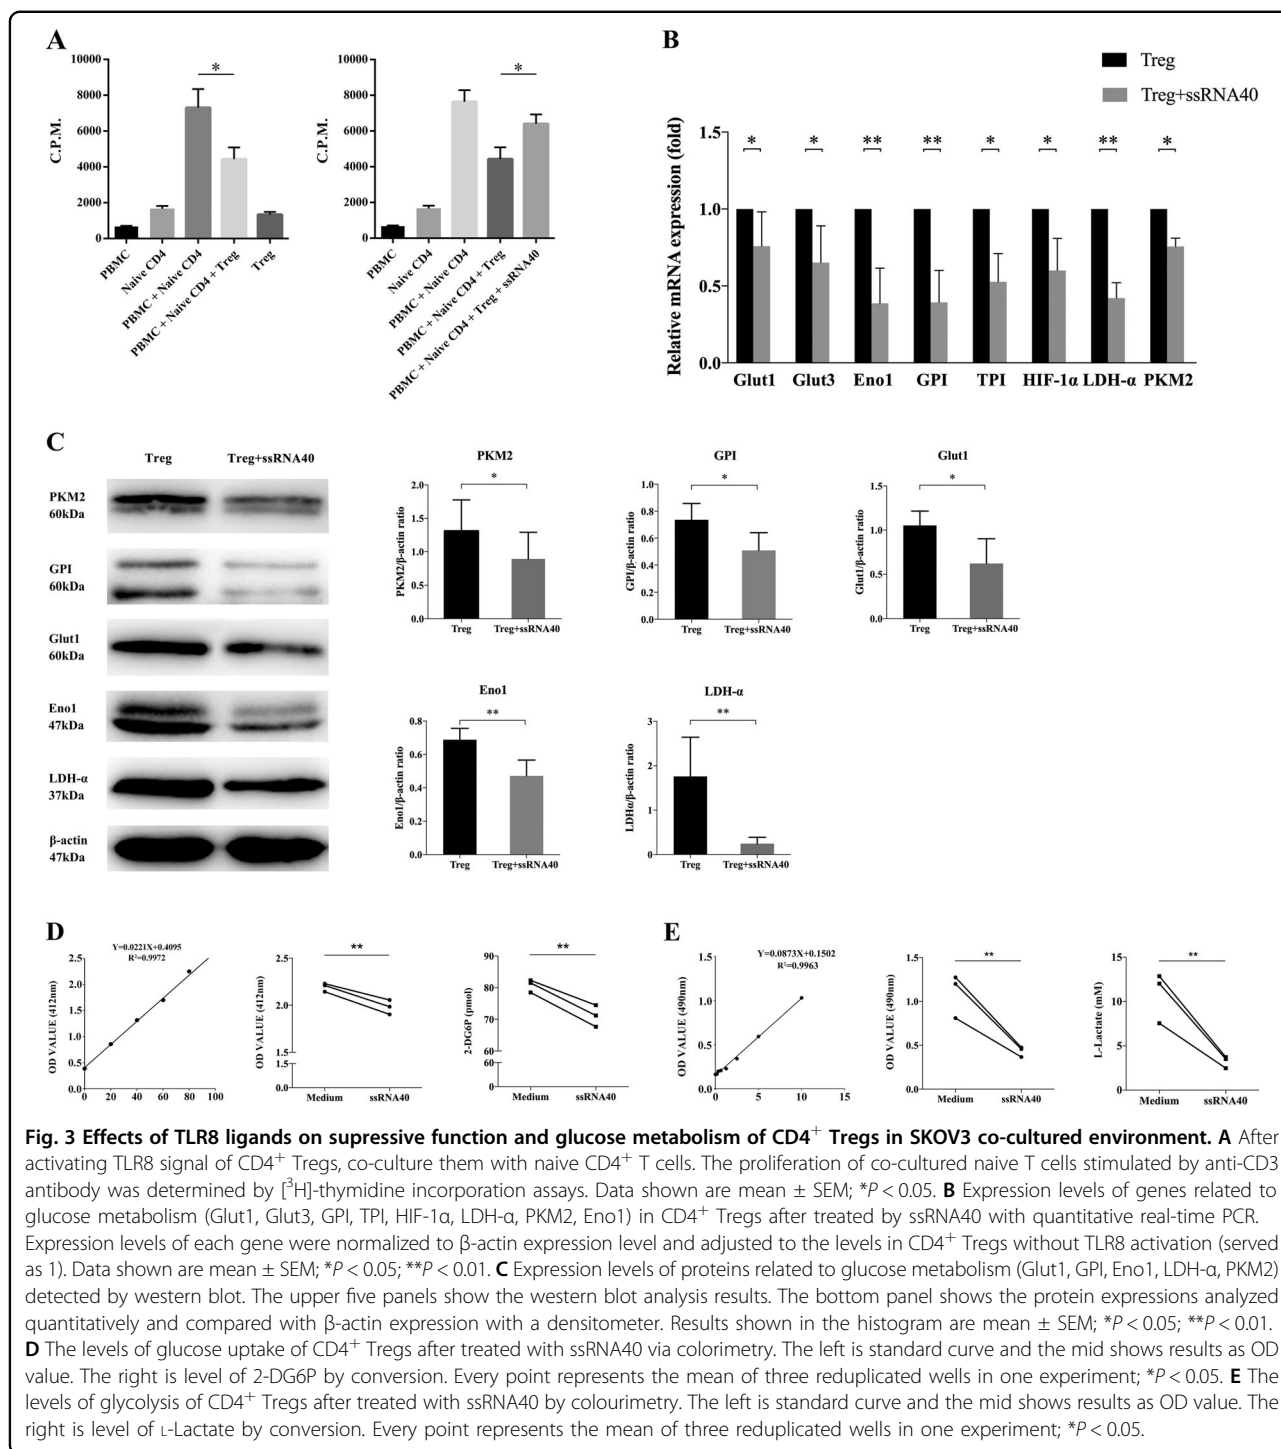 A
10000
8000
6000
4000
2000
0
C.P.M.
*
PBMC
Naive CD4
PBMC + Naive CD4
PBMC + Naive CD4 + Treg
Treg
10000
8000
6000
4000
2000
0
C.P.M.
*
PBMC
Naive CD4
PBMC + Naive CD4
PBMC + Naive CD4 + Treg
PBMC + Naive CD4 + Treg + ssRNA40
B
Treg
Treg+ssRNA40
Relative mRNA expression (fold)
1.5
1.0
0.5
0.0
* * ** ** * * ** *
Glut1 Glut3 Eno1 GPI TPI HIF-1α LDH-α PKM2
C
Treg Treg+ssRNA40
PKM2
60kDa
GPI
60kDa
Glut1
60kDa
Eno1
47kDa
LDH-α
37kDa
β-actin
47kDa
PKM2
*
PKM2/β-actin ratio
2.0
1.5
1.0
0.5
0.0
Treg Treg+ssRNA40
GPI
*
GPI/β-actin ratio
1.0
0.8
0.6
0.4
0.2
0.0
Treg Treg+ssRNA40
Glut1
*
Glut1/β-actin ratio
1.5
1.0
0.5
0.0
Treg Treg+ssRNA40
Eno1
**
Eno1/β-actin ratio
0.8
0.6
0.4
0.2
0.0
Treg Treg+ssRNA40
LDH-α
**
LDHα/β-actin ratio
3
2
1
0
Treg Treg+ssRNA40
D
Y=0.0221X+0.4095
R²=0.9972
OD VALUE (412nm)
2.5
2.0
1.5
1.0
0.5
0.0
0 20 40 60 80 100
**
OD VALUE (412nm)
2.5
2.0
1.5
1.5
0.0
Medium ssRNA40
**
2-DG6P (pmol)
90
80
70
60
60
0
Medium ssRNA40
E
Y=0.0873X+0.1502
R²=0.9963
OD VALUE (490nm)
1.5
1.0
0.5
0.0
0 5 10 15
**
OD VALUE (490nm)
1.5
1.0
0.5
0.0
Medium ssRNA40
**
L-Lactate (mM)
15
10
5
0
Medium ssRNA40
Fig. 3 Effects of TLR8 ligands on supressive function and glucose metabolism of CD4⁺ Tregs in SKOV3 co-cultured environment. A After
activating TLR8 signal of CD4⁺ Tregs, co-culture them with naive CD4⁺ T cells. The proliferation of co-cultured naive T cells stimulated by anti-CD3
antibody was determined by [³H]-thymidine incorporation assays. Data shown are mean ± SEM; *P < 0.05. B Expression levels of genes related to
glucose metabolism (Glut1, Glut3, GPI, TPI, HIF-1α, LDH-α, PKM2, Eno1) in CD4⁺ Tregs after treated by ssRNA40 with quantitative real-time PCR.
Expression levels of each gene were normalized to β-actin expression level and adjusted to the levels in CD4⁺ Tregs without TLR8 activation (served
as 1). Data shown are mean ± SEM; *P < 0.05; **P < 0.01. C Expression levels of proteins related to glucose metabolism (Glut1, GPI, Eno1, LDH-α, PKM2)
detected by western blot. The upper five panels show the western blot analysis results. The bottom panel shows the protein expressions analyzed
quantitatively and compared with β-actin expression with a densitometer. Results shown in the histogram are mean ± SEM; *P < 0.05; **P < 0.01.
D The levels of glucose uptake of CD4⁺ Tregs after treated with ssRNA40 via colorimetry. The left is standard curve and the mid shows results as OD
value. The right is level of 2-DG6P by conversion. Every point represents the mean of three reduplicated wells in one experiment; *P < 0.05. E The
levels of glycolysis of CD4⁺ Tregs after treated with ssRNA40 by colourimetry. The left is standard curve and the mid shows results as OD value. The
right is level of L-Lactate by conversion. Every point represents the mean of three reduplicated wells in one experiment; *P < 0.05.